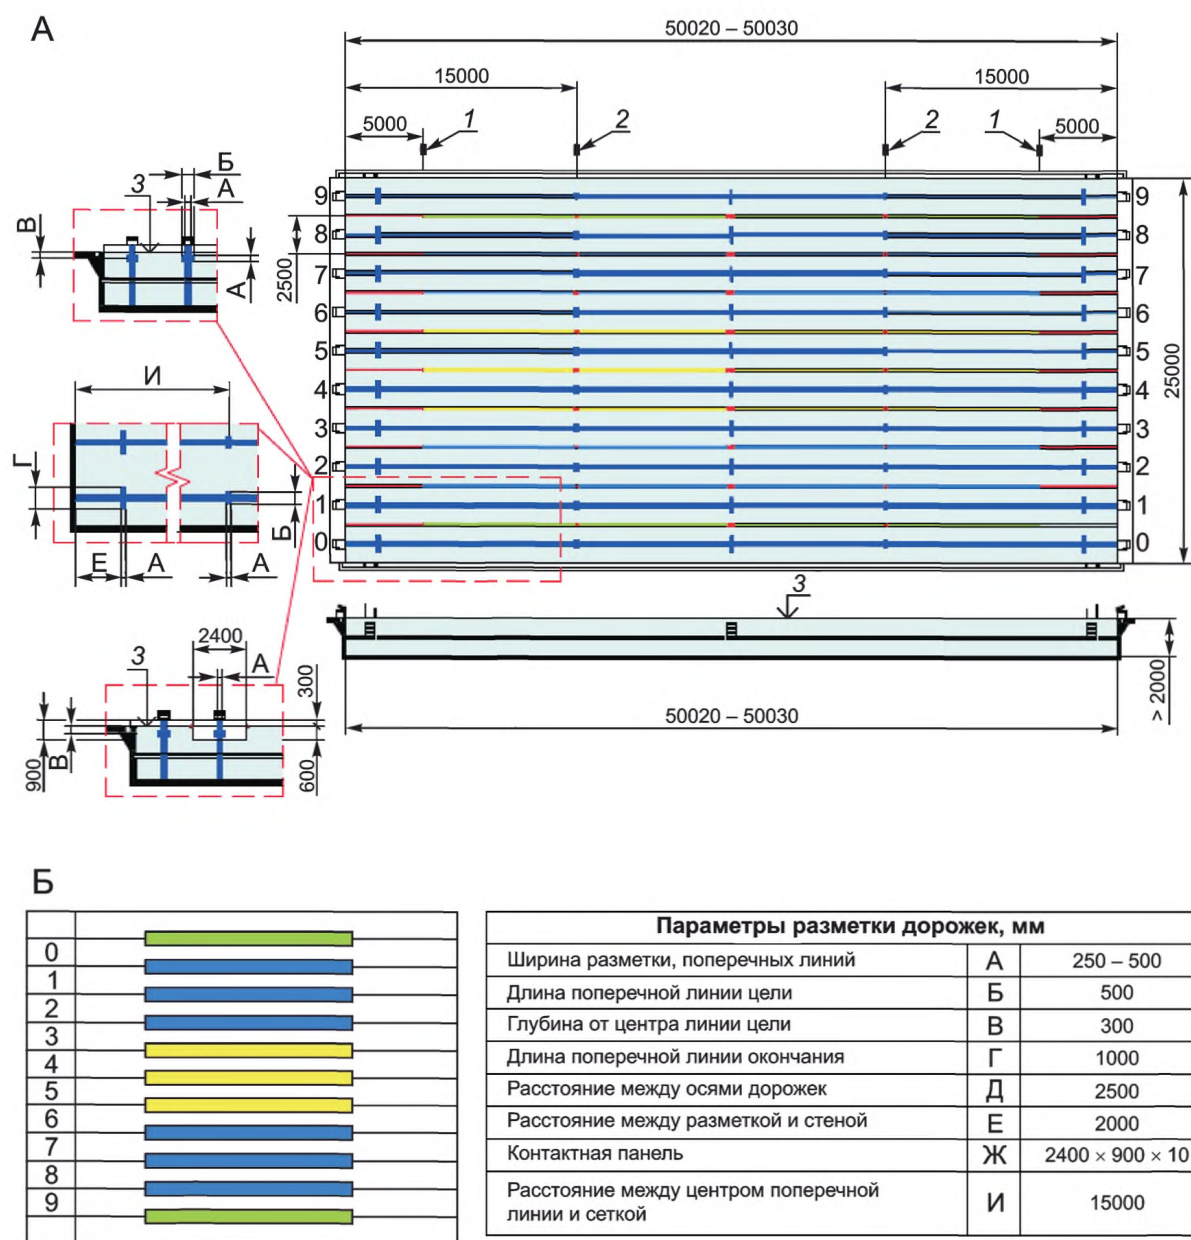 А
50020 – 50030
15000
15000
5000
1
2
2
1
5000
Б
А
3
В
А
2500
9
8
7
6
5
4
3
2
1
0
9
8
7
6
5
4
3
2
1
0
25000
И
Г
Б
Е
А
А
3
> 2000
50020 – 50030
2400
3
А
300
900
В
600
Б
0
1
2
3
4
5
6
7
8
9
Параметры разметки дорожек, мм
Ширина разметки, поперечных линий А 250 – 500
Длина поперечной линии цели Б 500
Глубина от центра линии цели В 300
Длина поперечной линии окончания Г 1000
Расстояние между осями дорожек Д 2500
Расстояние между разметкой и стеной Е 2000
Контактная панель Ж 2400 × 900 × 10
Расстояние между центром поперечной
линии и сеткой И 15000